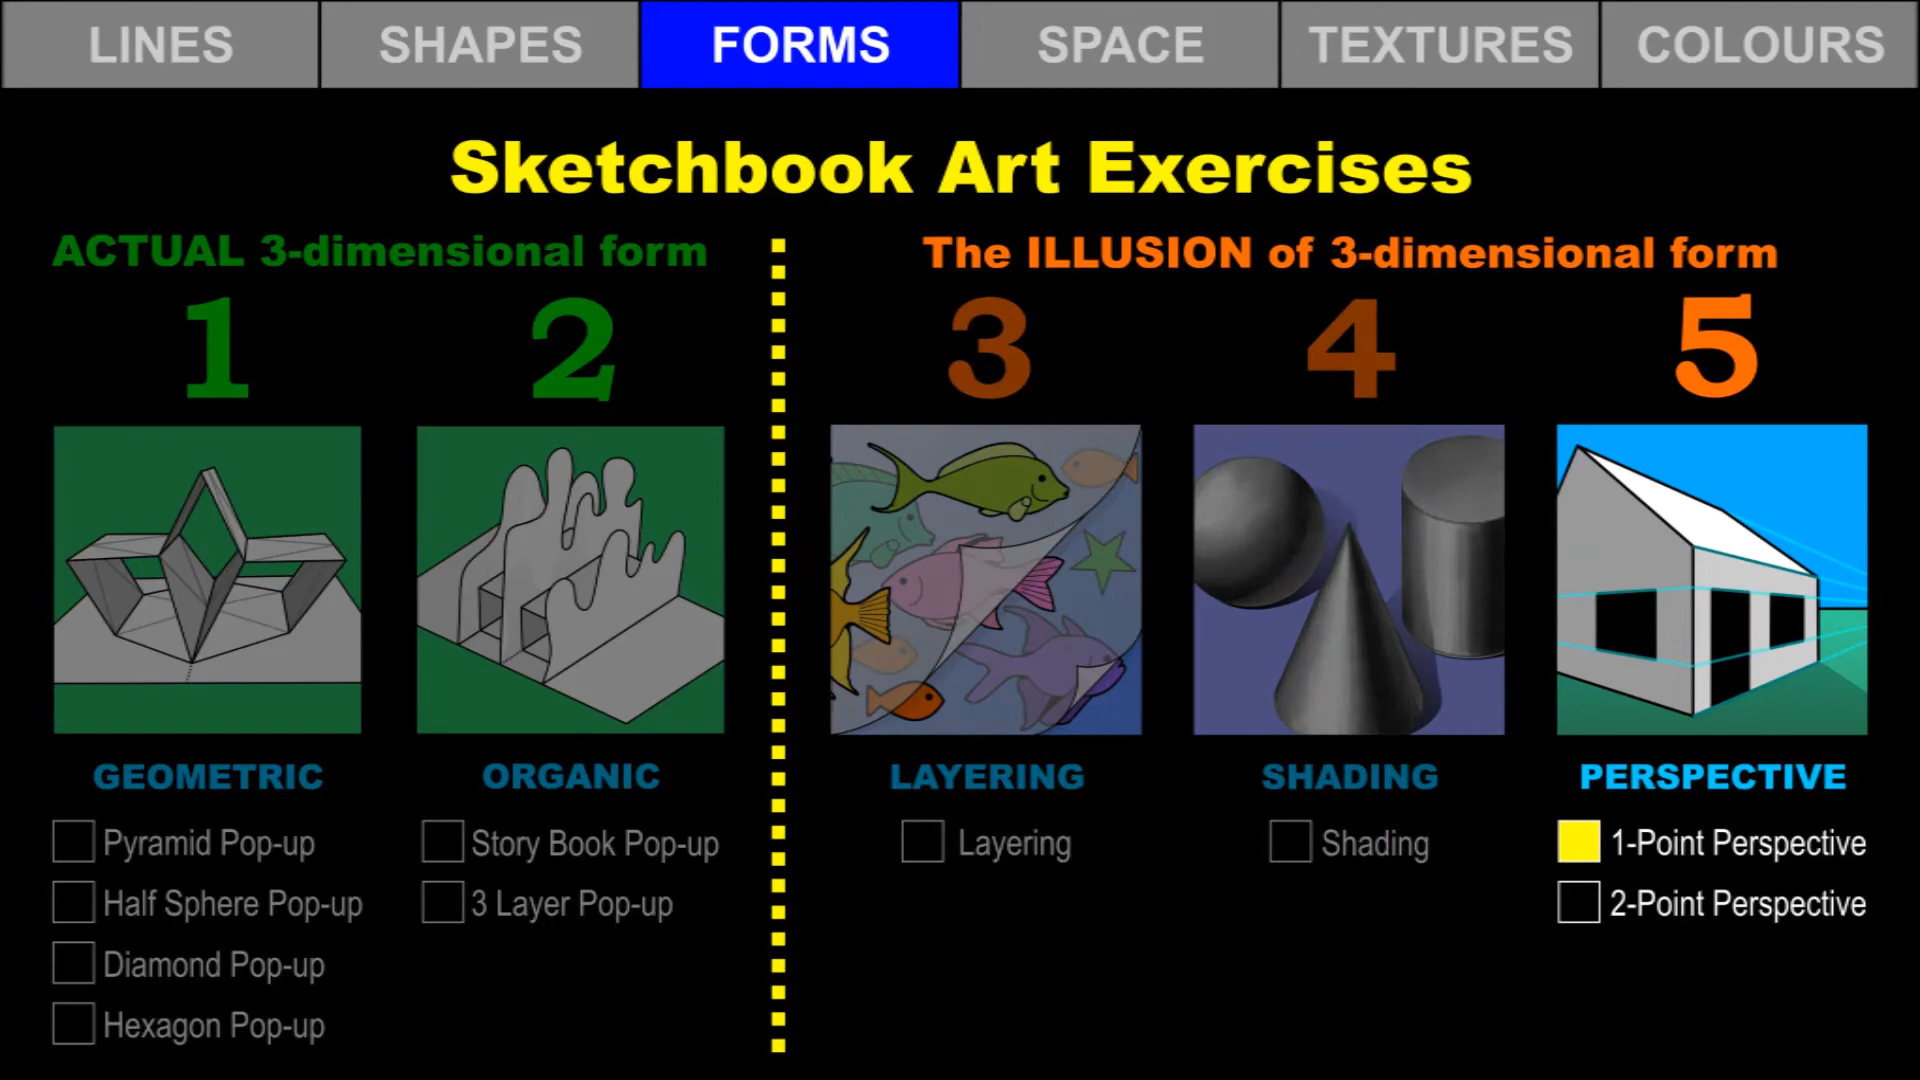 LINES
SHAPES
FORMS
SPACE
TEXTURES
COLOURS
Sketchbook Art Exercises
ACTUAL 3-dimensional form
The ILLUSION of 3-dimensional form
1
2
3
4
5
GEOMETRIC
Pyramid Pop-up
Half Sphere Pop-up
Diamond Pop-up
Hexagon Pop-up
ORGANIC
Story Book Pop-up
3 Layer Pop-up
LAYERING
Layering
SHADING
Shading
PERSPECTIVE
1-Point Perspective
2-Point Perspective